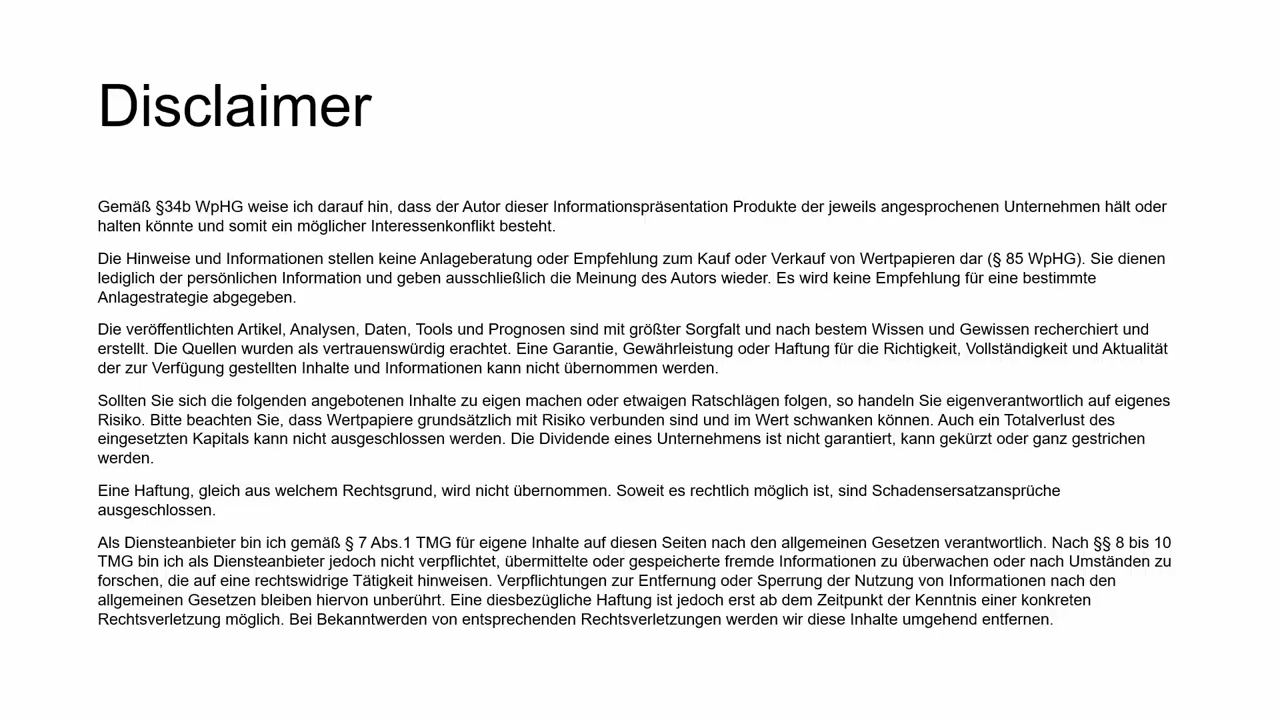 Disclaimer
Gemäß §34b WpHG weise ich darauf hin, dass der Autor dieser Informationspräsentation Produkte der jeweils angesprochenen Unternehmen hält oder
halten könnte und somit ein möglicher Interessenkonflikt besteht.
Die Hinweise und Informationen stellen keine Anlageberatung oder Empfehlung zum Kauf oder Verkauf von Wertpapieren dar (§ 85 WpHG). Sie dienen
lediglich der persönlichen Information und geben ausschließlich die Meinung des Autors wieder. Es wird keine Empfehlung für eine bestimmte
Anlagestrategie abgegeben.
Die veröffentlichten Artikel, Analysen, Daten, Tools und Prognosen sind mit größter Sorgfalt und nach bestem Wissen und Gewissen recherchiert und
erstellt. Die Quellen wurden als vertrauenswürdig erachtet. Eine Garantie, Gewährleistung oder Haftung für die Richtigkeit, Vollständigkeit und Aktualität
der zur Verfügung gestellten Inhalte und Informationen kann nicht übernommen werden.
Sollten Sie sich die folgenden angebotenen Inhalte zu eigen machen oder etwaigen Ratschlägen folgen, so handeln Sie eigenverantwortlich auf eigenes
Risiko. Bitte beachten Sie, dass Wertpapiere grundsätzlich mit Risiko verbunden sind und im Wert schwanken können. Auch ein Totalverlust des
eingesetzten Kapitals kann nicht ausgeschlossen werden. Die Dividende eines Unternehmens ist nicht garantiert, kann gekürzt oder ganz gestrichen
werden.
Eine Haftung, gleich aus welchem Rechtsgrund, wird nicht übernommen. Soweit es rechtlich möglich ist, sind Schadensersatzansprüche
ausgeschlossen.
Als Diensteanbieter bin ich gemäß § 7 Abs.1 TMG für eigene Inhalte auf diesen Seiten nach den allgemeinen Gesetzen verantwortlich. Nach §§ 8 bis 10
TMG bin ich als Diensteanbieter jedoch nicht verpflichtet, übermittelte oder gespeicherte fremde Informationen zu überwachen oder nach Umständen zu
forschen, die auf eine rechtswidrige Tätigkeit hinweisen. Verpflichtungen zur Entfernung oder Sperrung der Nutzung von Informationen nach den
allgemeinen Gesetzen bleiben hiervon unberührt. Eine diesbezügliche Haftung ist jedoch erst ab dem Zeitpunkt der Kenntnis einer konkreten
Rechtsverletzung möglich. Bei Bekanntwerden von entsprechenden Rechtsverletzungen werden wir diese Inhalte umgehend entfernen.